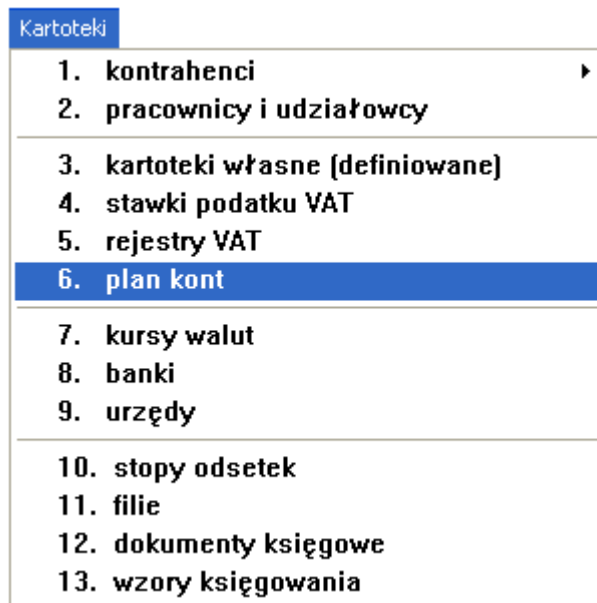 Kartoteki
1. kontrahenci
2. pracownicy i udziałowcy
3. kartoteki własne (definiowane)
4. stawki podatku VAT
5. rejestry VAT
6. plan kont
7. kursy walut
8. banki
9. urzędy
10. stopy odsetek
11. filie
12. dokumenty księgowe
13. wzory księgowania